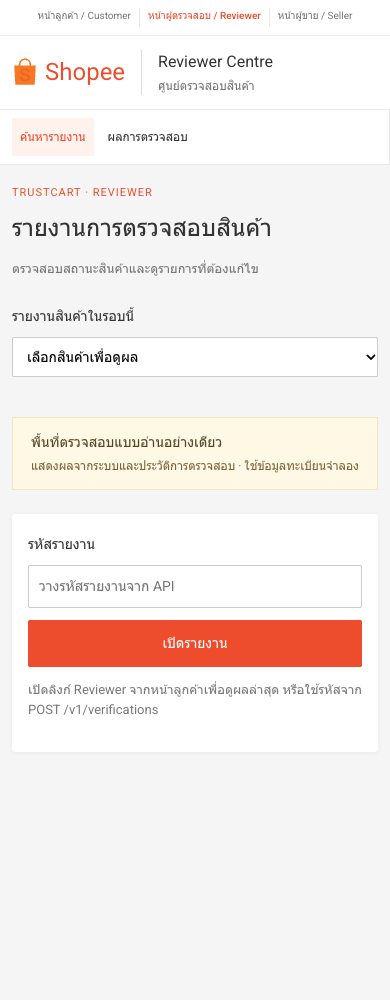 หน้าลูกค้า / Customer
หน้าผู้ตรวจสอบ / Reviewer
หน้าผู้ขาย / Seller
Shopee
Reviewer Centre
ศูนย์ตรวจสอบสินค้า
ค้นหารายงาน
ผลการตรวจสอบ
TRUSTCART · REVIEWER
รายงานการตรวจสอบสินค้า
ตรวจสอบสถานะสินค้าและดูรายการที่ต้องแก้ไข
รายงานสินค้าในรอบนี้
เลือกสินค้าเพื่อดูผล
พื้นที่ตรวจสอบแบบอ่านอย่างเดียว
แสดงผลจากระบบและประวัติการตรวจสอบ · ใช้ข้อมูลทะเบียนจำลอง
รหัสรายงาน
วางรหัสรายงานจาก API
เปิดรายงาน
เปิดลิงก์ Reviewer จากหน้าลูกค้าเพื่อดูผลล่าสุด หรือใช้รหัสจาก
POST /v1/verifications